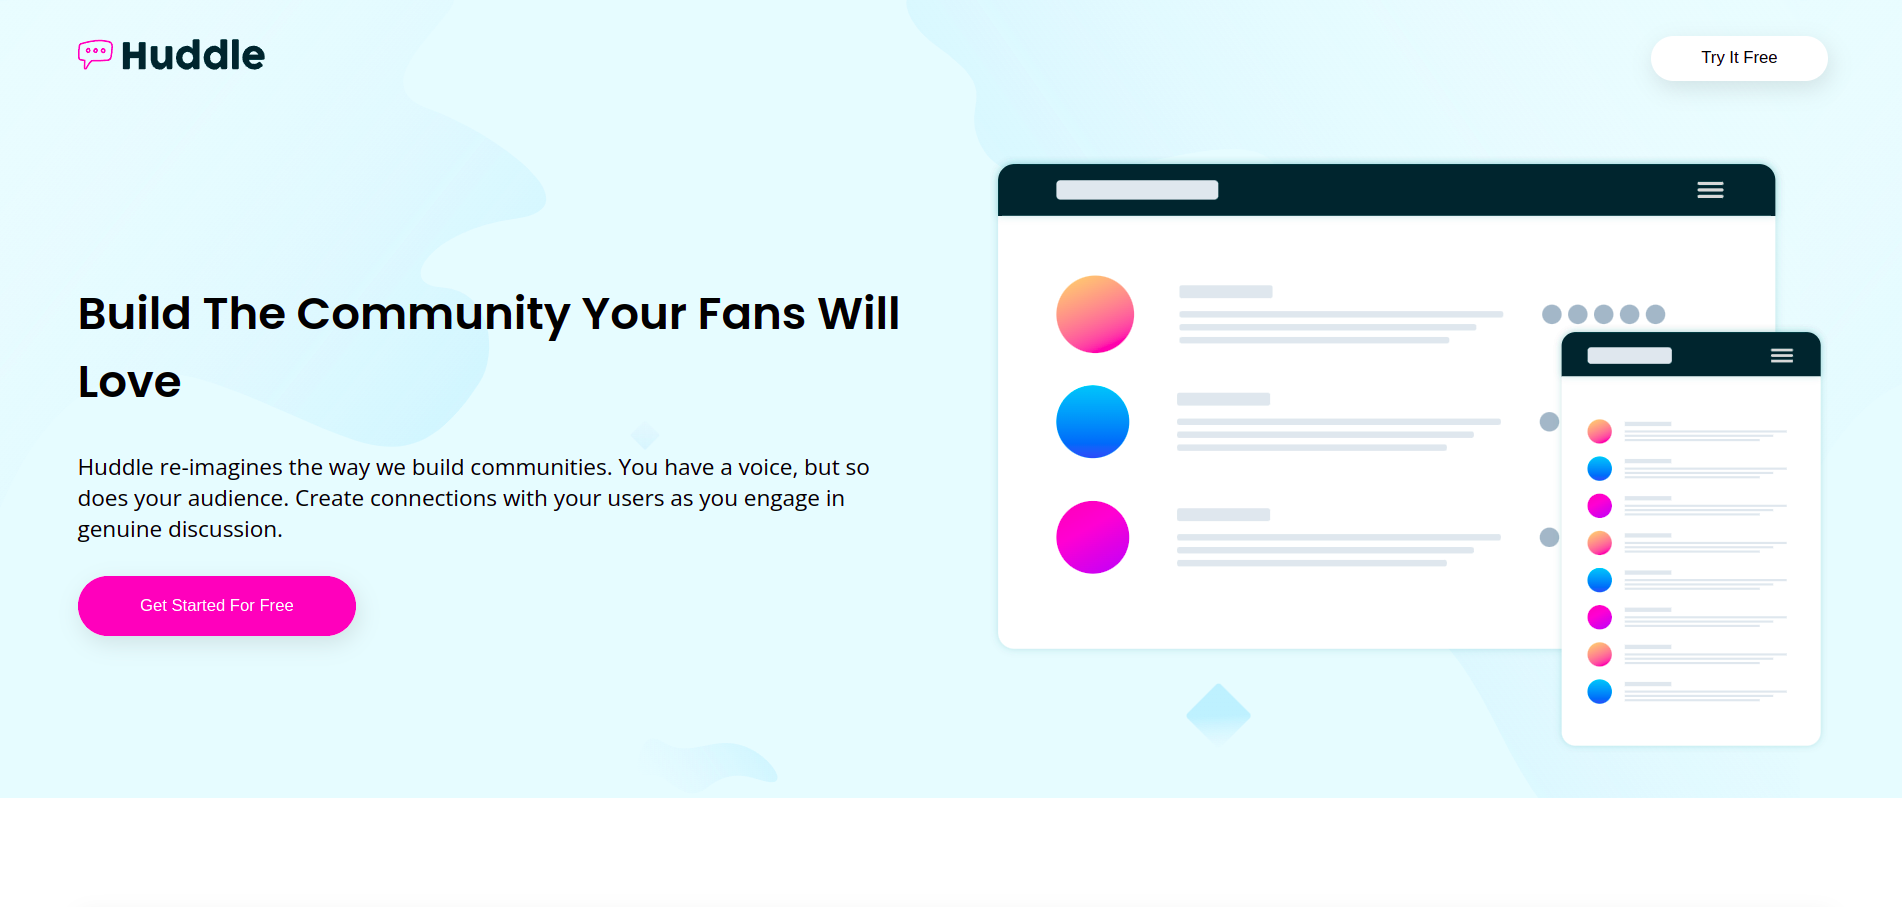 Huddle
Try It Free
Build The Community Your Fans Will
Love
Huddle re-imagines the way we build communities. You have a voice, but so
does your audience. Create connections with your users as you engage in
genuine discussion.
Get Started For Free